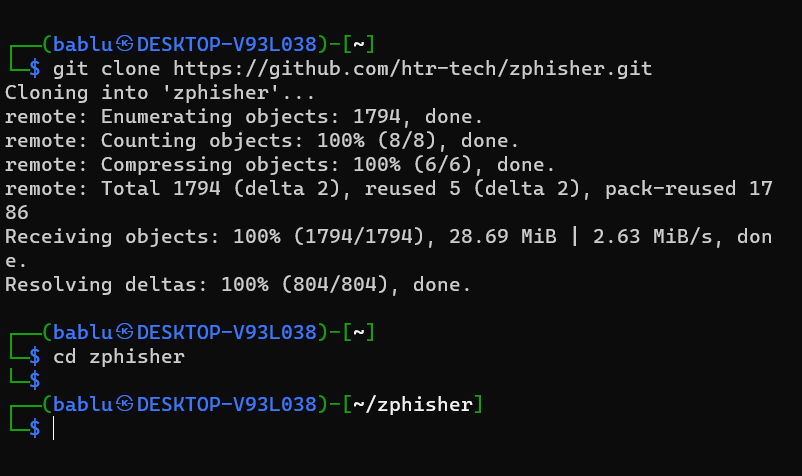 ┌──(bablu㉿DESKTOP-V93L038)-[~]
└─$ git clone https://github.com/htr-tech/zphisher.git
Cloning into 'zphisher'...
remote: Enumerating objects: 1794, done.
remote: Counting objects: 100% (8/8), done.
remote: Compressing objects: 100% (6/6), done.
remote: Total 1794 (delta 2), reused 5 (delta 2), pack-reused 17
86
Receiving objects: 100% (1794/1794), 28.69 MiB | 2.63 MiB/s, don
e.
Resolving deltas: 100% (804/804), done.

┌──(bablu㉿DESKTOP-V93L038)-[~]
└─$ cd zphisher
└─$
┌──(bablu㉿DESKTOP-V93L038)-[~/zphisher]
└─$